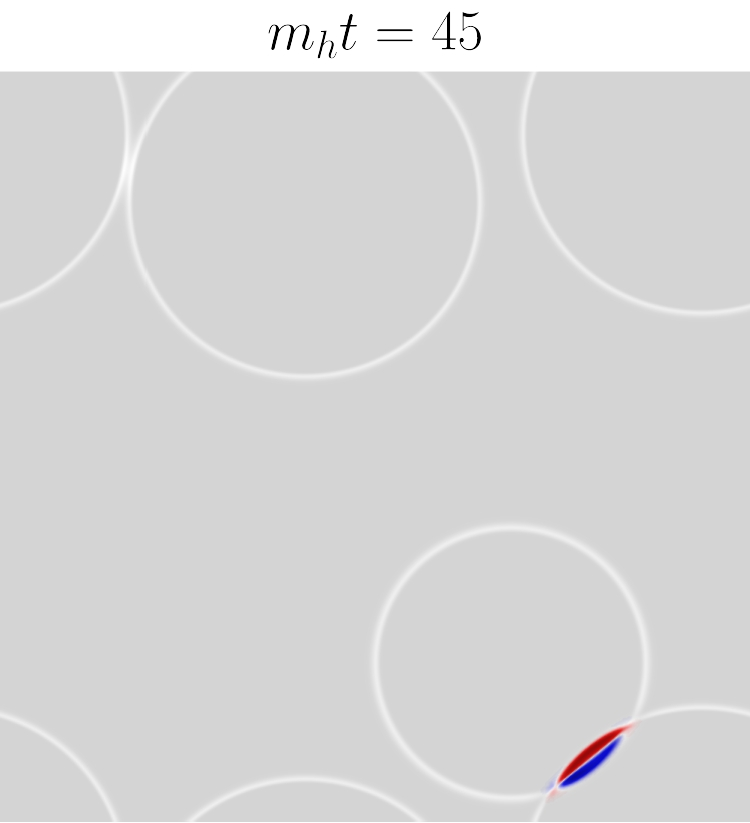 m_h t = 45